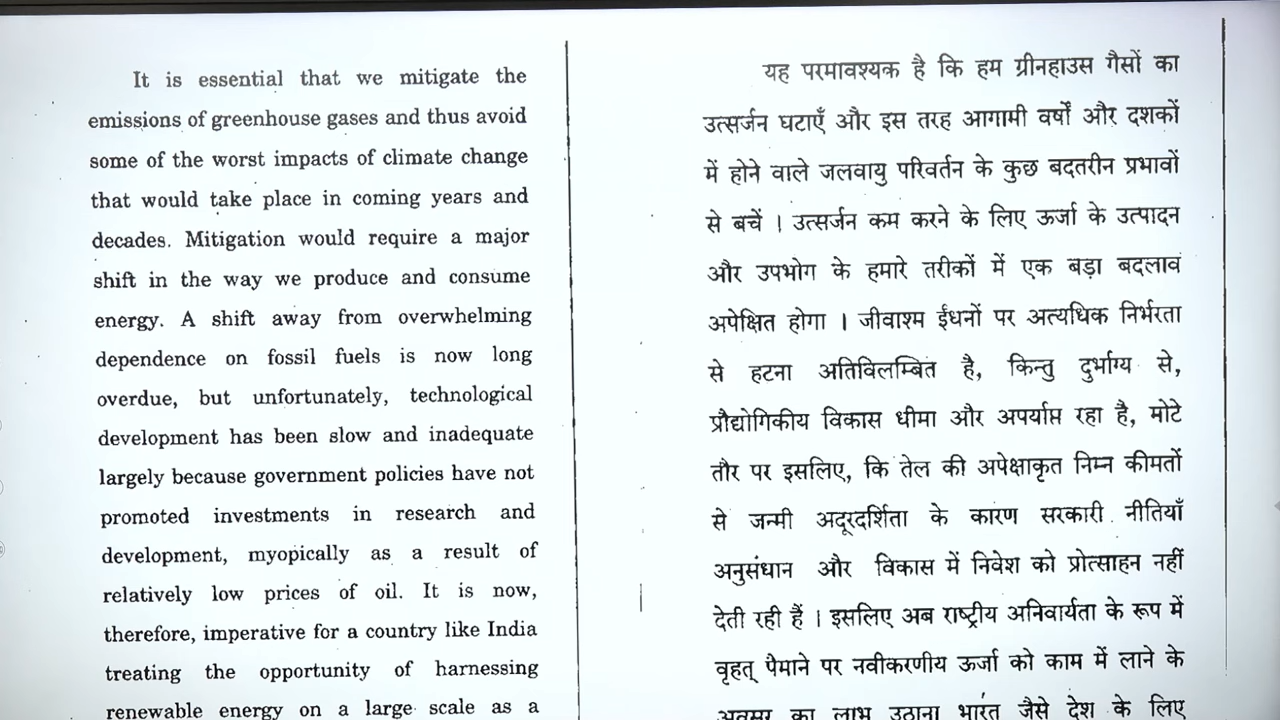 It is essential that we mitigate the
emissions of greenhouse gases and thus avoid
some of the worst impacts of climate change
that would take place in coming years and
decades. Mitigation would require a major
shift in the way we produce and consume
energy. A shift away from overwhelming
dependence on fossil fuels is now long
overdue, but unfortunately, technological
development has been slow and inadequate
largely because government policies have not
promoted investments in research and
development, myopically as a result of
relatively low prices of oil. It is now,
therefore, imperative for a country like India
treating the opportunity of harnessing
renewable energy on a large scale as a
यह परमावश्यक है कि हम ग्रीनहाउस गैसों का
उत्सर्जन घटाएँ और इस तरह आगामी वर्षों और दशकों
में होने वाले जलवायु परिवर्तन के कुछ बदतरीन प्रभावों
से बचें । उत्सर्जन कम करने के लिए ऊर्जा के उत्पादन
और उपभोग के हमारे तरीकों में एक बड़ा बदलाव
अपेक्षित होगा । जीवाश्म ईंधनों पर अत्यधिक निर्भरता
से हटना अतिविलम्बित है, किन्तु दुर्भाग्य से,
प्रौद्योगिकीय विकास धीमा और अपर्याप्त रहा है, मोटे
तौर पर इसलिए, कि तेल की अपेक्षाकृत निम्न कीमतों
से जन्मी अदूरदर्शिता के कारण सरकारी नीतियाँ
अनुसंधान और विकास में निवेश को प्रोत्साहन नहीं
देती रही हैं । इसलिए अब राष्ट्रीय अनिवार्यता के रूप में
वृहत् पैमाने पर नवीकरणीय ऊर्जा को काम में लाने के
अवसर का लाभ उठाना भारत जैसे देश के लिए